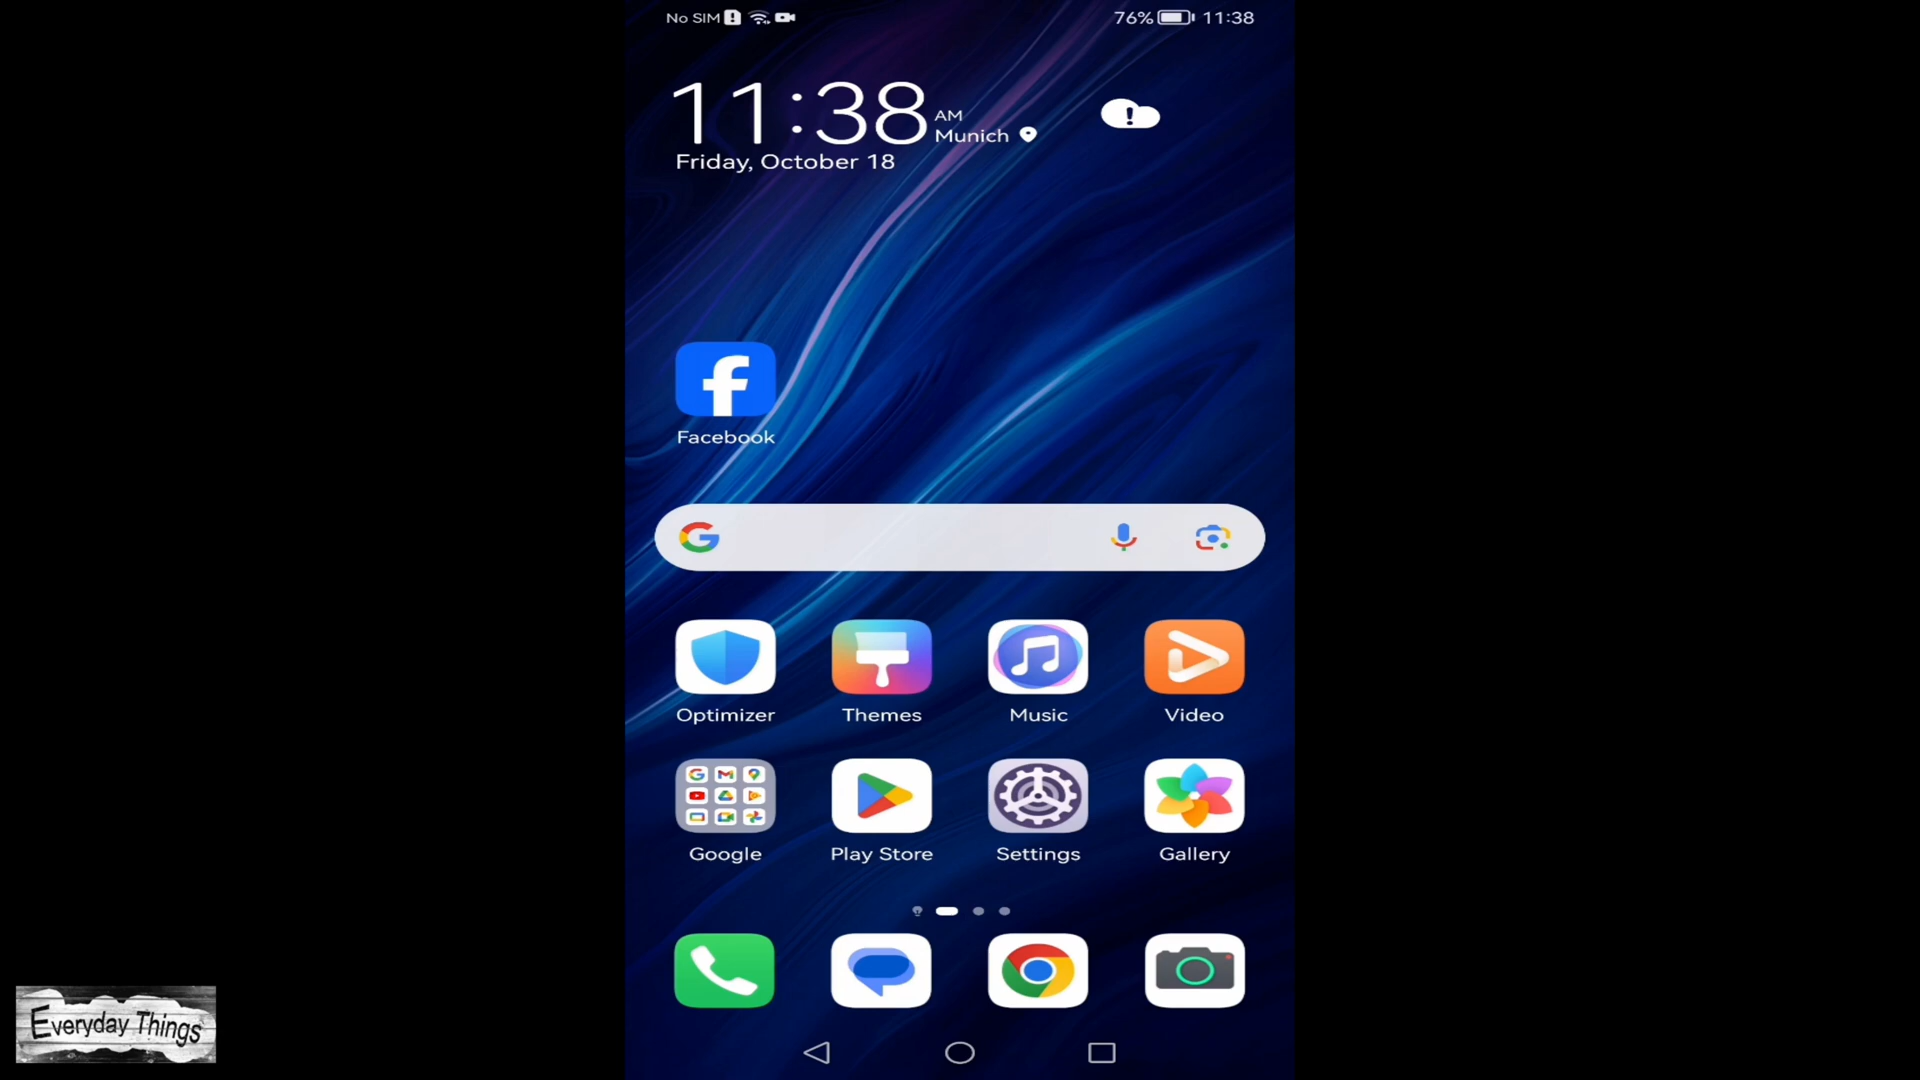 No SIM
76% 11:38
11:38 AM
Munich
Friday, October 18
Facebook
Optimizer Themes Music Video
Google Play Store Settings Gallery
Everyday Things